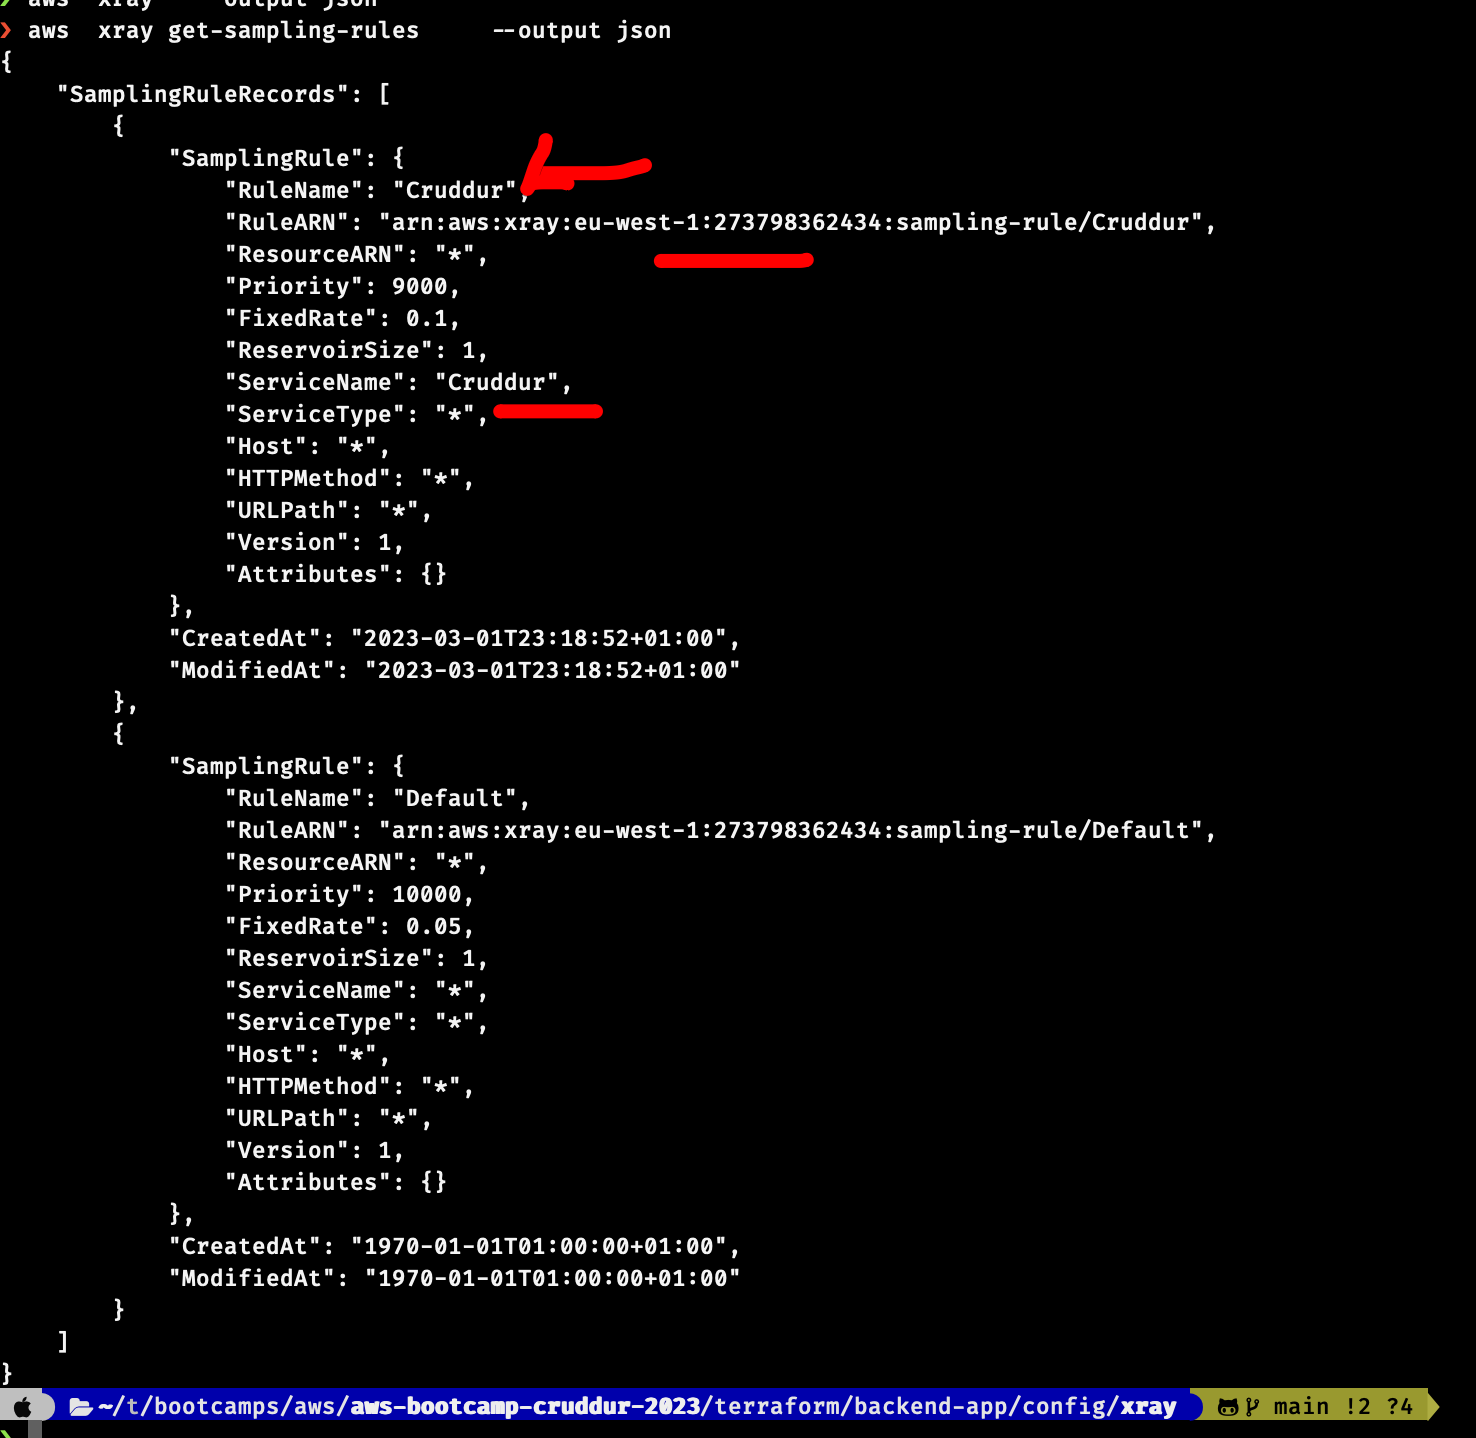 aws  xray     output json
❯ aws  xray get-sampling-rules     --output json
{
    "SamplingRuleRecords": [
        {
            "SamplingRule": {
                "RuleName": "Cruddur",
                "RuleARN": "arn:aws:xray:eu-west-1:273798362434:sampling-rule/Cruddur",
                "ResourceARN": "*",
                "Priority": 9000,
                "FixedRate": 0.1,
                "ReservoirSize": 1,
                "ServiceName": "Cruddur",
                "ServiceType": "*",
                "Host": "*",
                "HTTPMethod": "*",
                "URLPath": "*",
                "Version": 1,
                "Attributes": {}
            },
            "CreatedAt": "2023-03-01T23:18:52+01:00",
            "ModifiedAt": "2023-03-01T23:18:52+01:00"
        },
        {
            "SamplingRule": {
                "RuleName": "Default",
                "RuleARN": "arn:aws:xray:eu-west-1:273798362434:sampling-rule/Default",
                "ResourceARN": "*",
                "Priority": 10000,
                "FixedRate": 0.05,
                "ReservoirSize": 1,
                "ServiceName": "*",
                "ServiceType": "*",
                "Host": "*",
                "HTTPMethod": "*",
                "URLPath": "*",
                "Version": 1,
                "Attributes": {}
            },
            "CreatedAt": "1970-01-01T01:00:00+01:00",
            "ModifiedAt": "1970-01-01T01:00:00+01:00"
        }
    ]
}
~/t/bootcamps/aws/aws-bootcamp-cruddur-2023/terraform/backend-app/config/xray  main !2 ?4